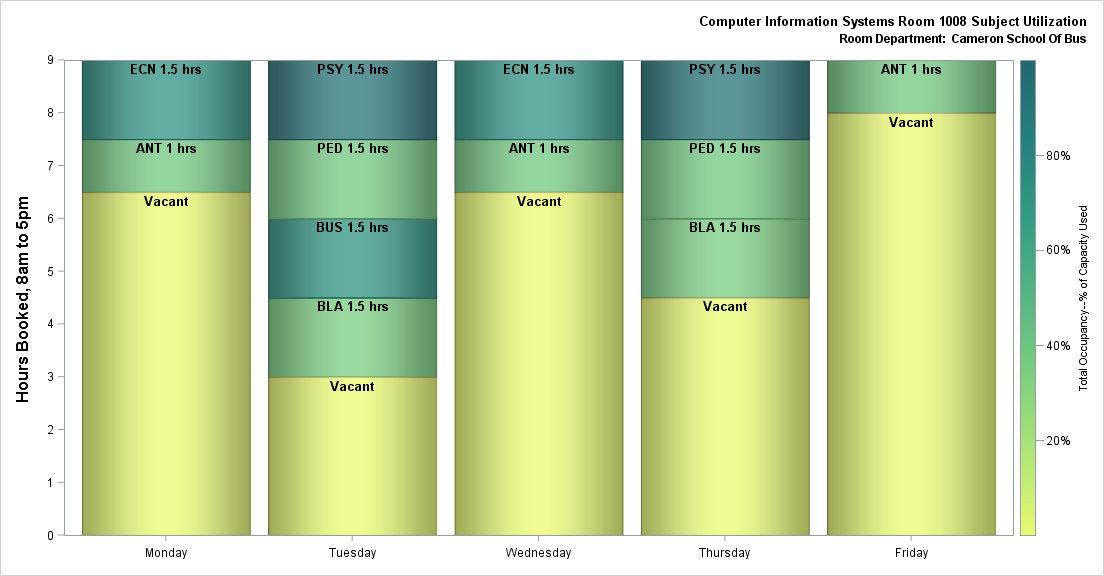 Computer Information Systems Room 1008 Subject Utilization
Room Department: Cameron School Of Bus
Hours Booked, 8am to 5pm
9
8
7
6
5
4
3
2
1
0
ECN 1.5 hrs
ANT 1 hrs
Vacant
Monday
PSY 1.5 hrs
PED 1.5 hrs
BUS 1.5 hrs
BLA 1.5 hrs
Vacant
Tuesday
ECN 1.5 hrs
ANT 1 hrs
Vacant
Wednesday
PSY 1.5 hrs
PED 1.5 hrs
BLA 1.5 hrs
Vacant
Thursday
ANT 1 hrs
Vacant
Friday
80%
60%
40%
20%
Total Occupancy--% of Capacity Used